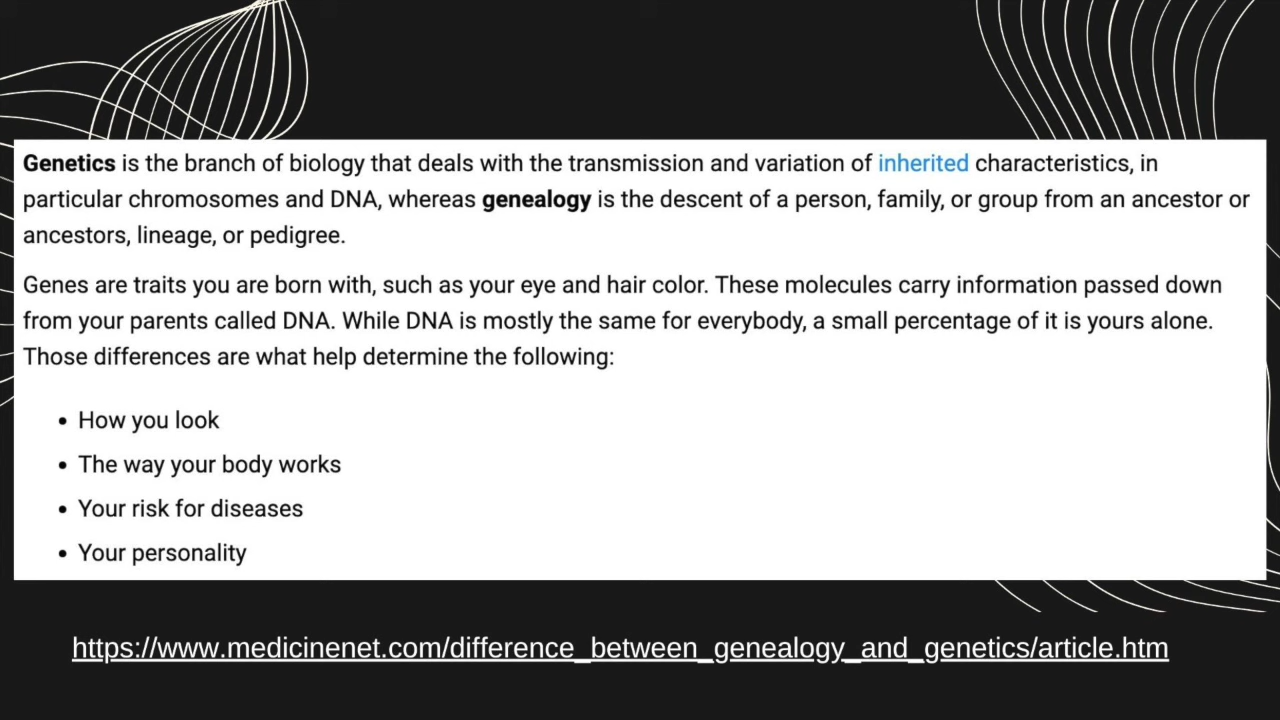 Genetics is the branch of biology that deals with the transmission and variation of inherited characteristics, in
particular chromosomes and DNA, whereas genealogy is the descent of a person, family, or group from an ancestor or
ancestors, lineage, or pedigree.
Genes are traits you are born with, such as your eye and hair color. These molecules carry information passed down
from your parents called DNA. While DNA is mostly the same for everybody, a small percentage of it is yours alone.
Those differences are what help determine the following:
• How you look
• The way your body works
• Your risk for diseases
• Your personality
https://www.medicinenet.com/difference_between_genealogy_and_genetics/article.htm